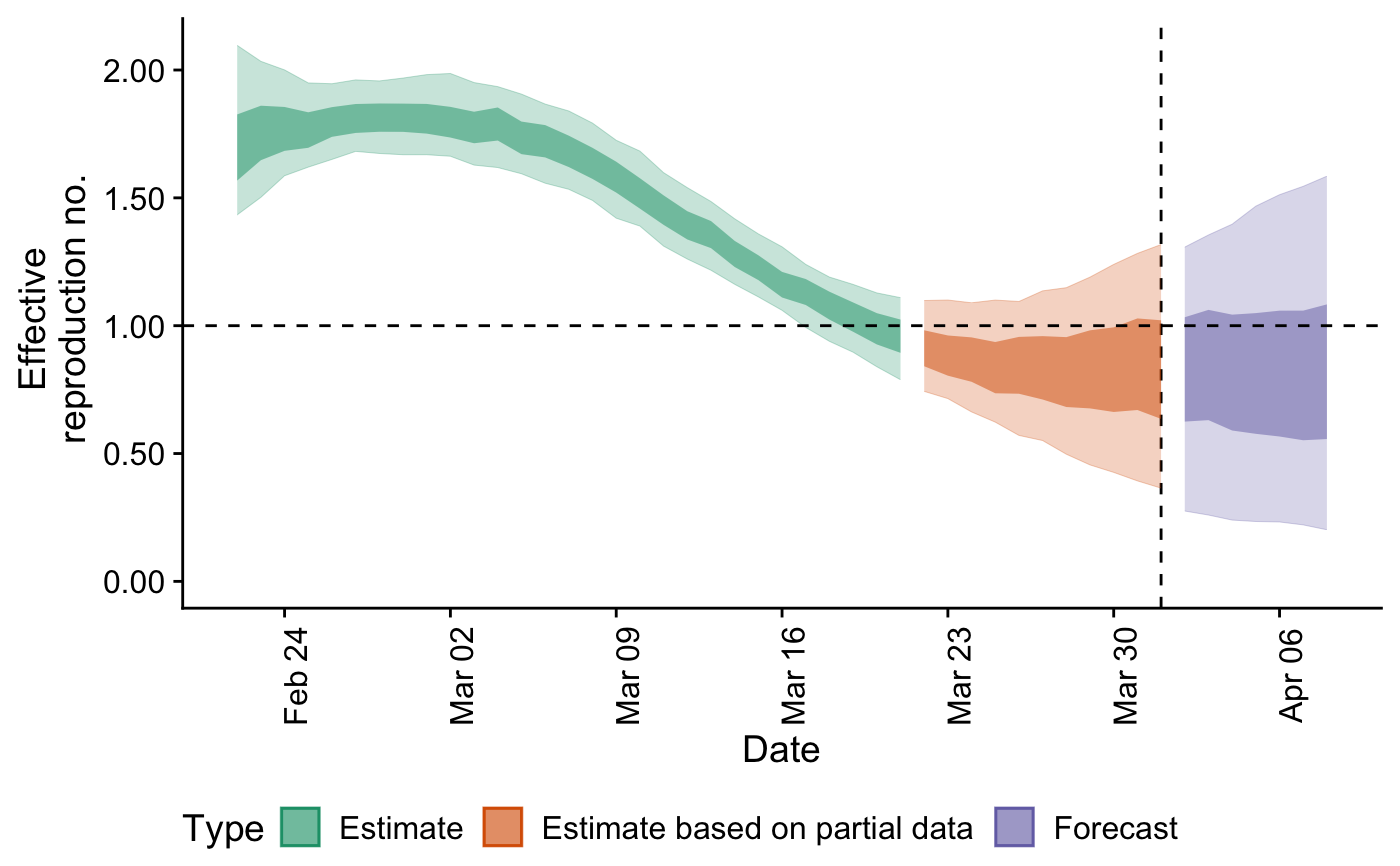 2.00
1.50
1.00
0.50
0.00
Effective
reproduction no.
Feb 24
Mar 02
Mar 09
Mar 16
Mar 23
Mar 30
Apr 06
Date
Type Estimate Estimate based on partial data Forecast